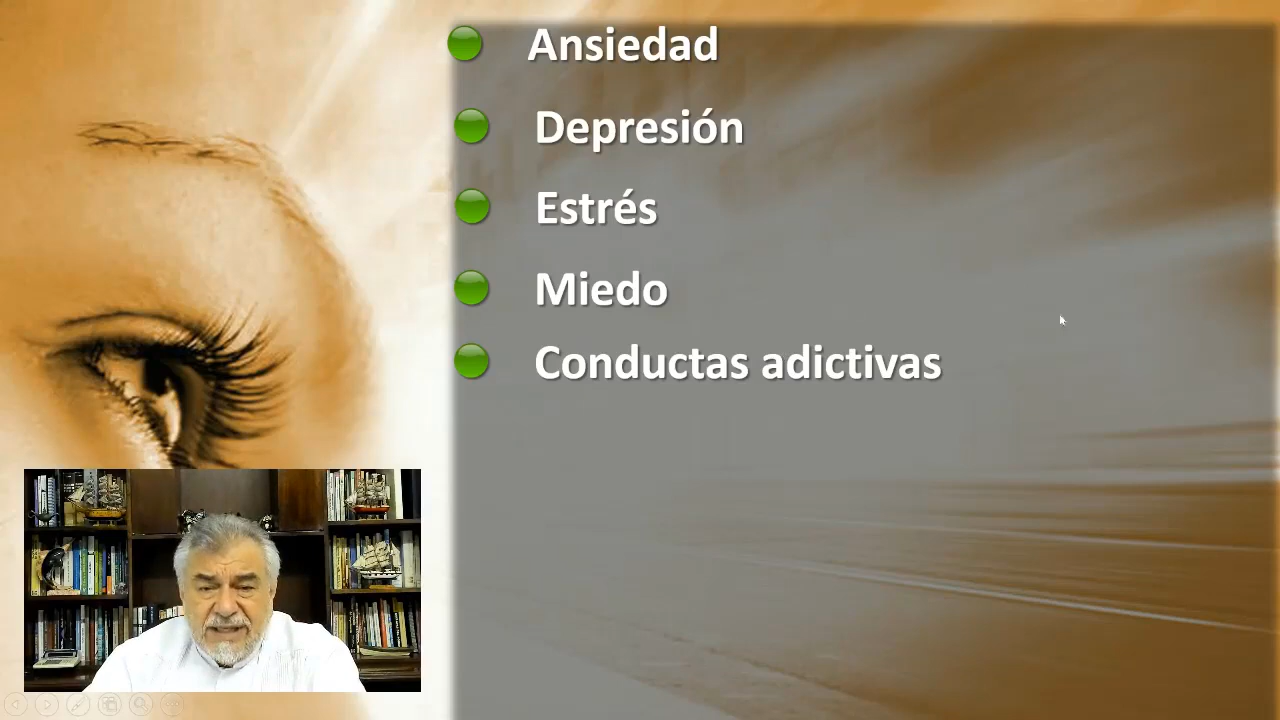 Ansiedad
Depresión
Estrés
Miedo
Conductas adictivas